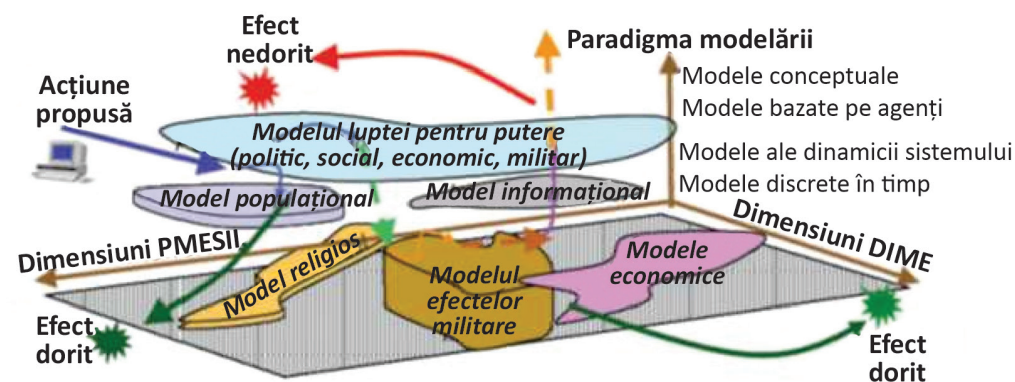 Efect
nedorit
Paradigma modelării
Modele conceptuale
Modele bazate pe agenți
Modele ale dinamicii sistemului
Modele discrete în timp
Acțiune
propusă
Modelul luptei pentru putere
(politic, social, economic, militar)
Model populațional
Model informațional
Dimensiuni PMESII
Dimensiuni DIME
Model religios
Modele
economice
Modelul
efectelor
militare
Efect
dorit
Efect
dorit